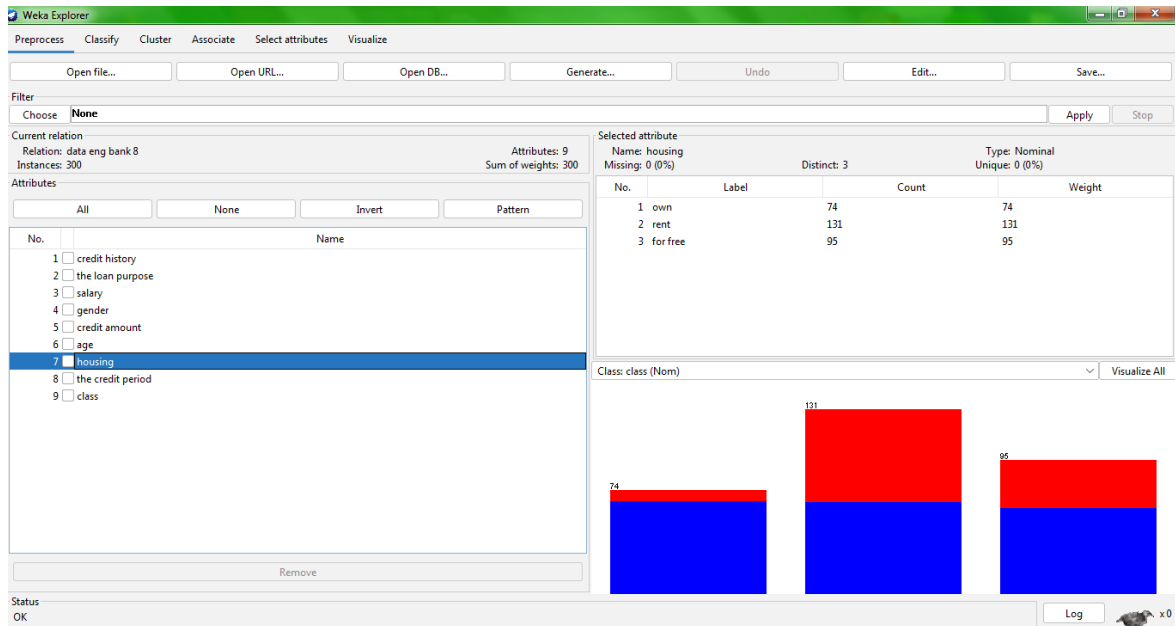 Weka Explorer
Preprocess Classify Cluster Associate Select attributes Visualize
Open file... Open URL... Open DB... Generate... Undo Edit... Save...
Filter
Choose None Apply Stop
Current relation
Relation: data eng bank 8 Attributes: 9
Instances: 300 Sum of weights: 300
Attributes
All None Invert Pattern
No. Name
1 credit history
2 the loan purpose
3 salary
4 gender
5 credit amount
6 age
7 housing
8 the credit period
9 class
Remove
Selected attribute
Name: housing Type: Nominal
Missing: 0 (0%) Distinct: 3 Unique: 0 (0%)
No. Label Count Weight
1 own 74 74
2 rent 131 131
3 for free 95 95
Class: class (Nom) Visualize All
74
131
95
Status
OK
Log x 0